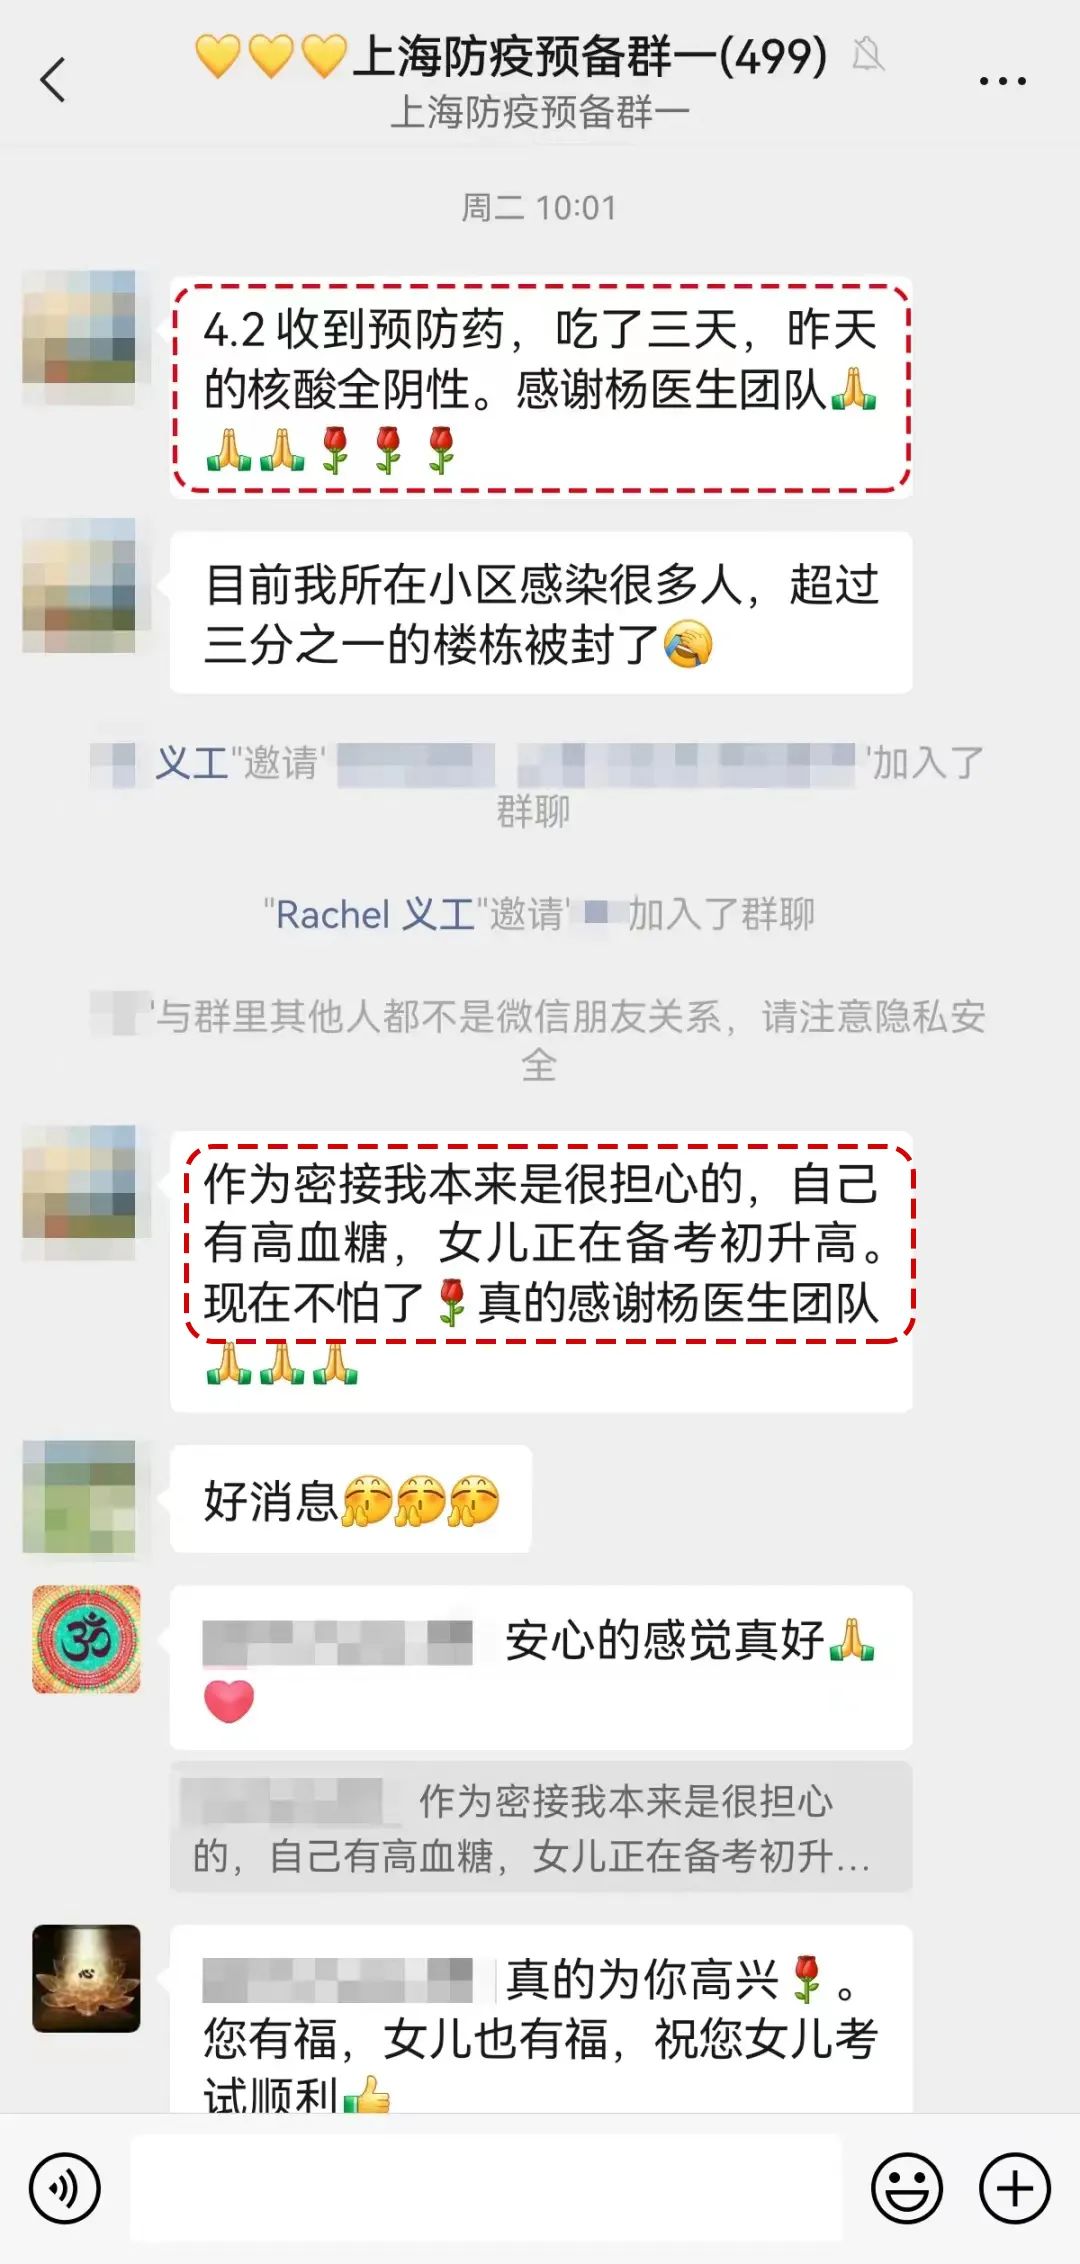 💛💛💛上海防疫预备群一(499)
上海防疫预备群一
周二 10:01
4.2收到预防药，吃了三天，昨天
的核酸全阴性。感谢杨医生团队🙏
🙏🙏🌹🌹🌹
目前我所在小区感染很多人，超过
三分之一的楼栋被封了🤦
义工"邀请" "加入了
群聊
"Rachel 义工"邀请" 加入了群聊
"与群里其他人都不是微信朋友关系，请注意隐私安
全
作为密接我本来是很担心的，自己
有高血糖，女儿正在备考初升高。
现在不怕了🌹真的感谢杨医生团队
🙏🙏🙏
好消息🤭🤭🤭
安心的感觉真好🙏
❤
作为密接我本来是很担心
的，自己有高血糖，女儿正在备考初升...
心
真的为你高兴🌹。
您有福，女儿也有福，祝您女儿考
试顺利👍